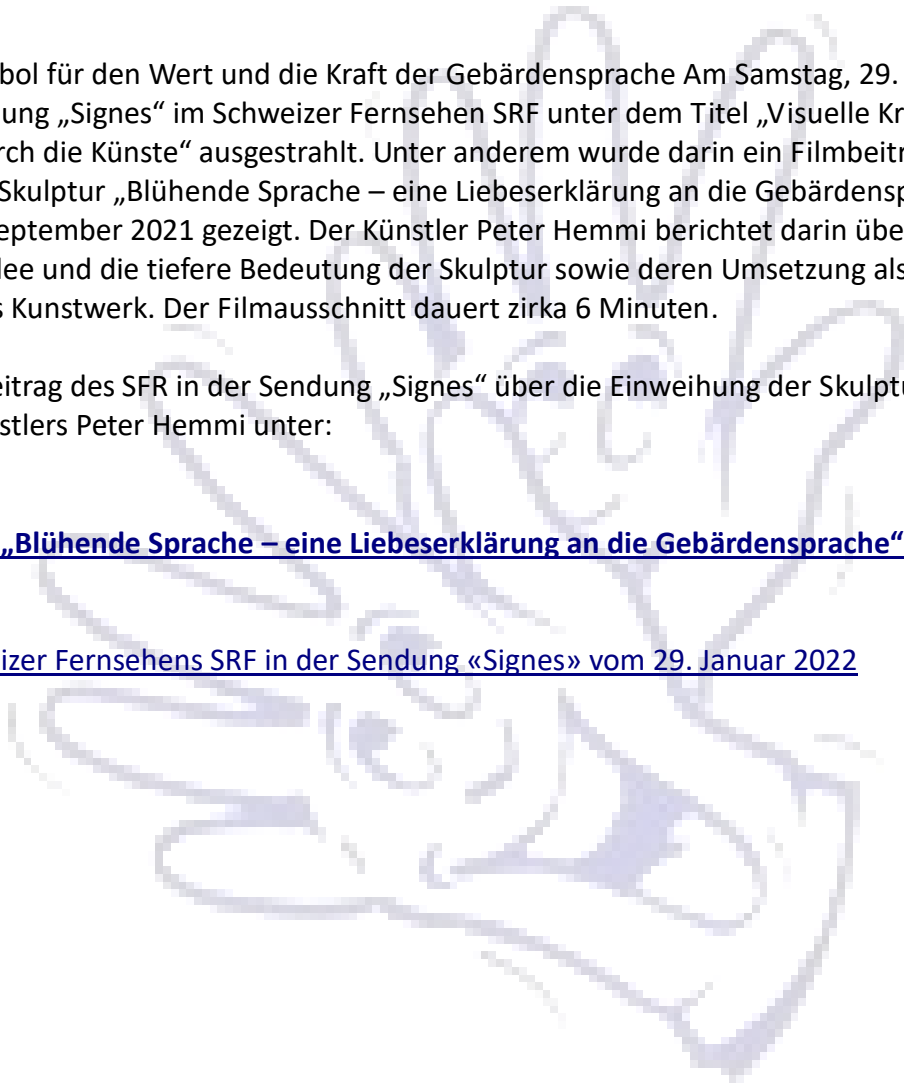 bol für den Wert und die Kraft der Gebärdensprache Am Samstag, 29.
ung „Signes“ im Schweizer Fernsehen SRF unter dem Titel „Visuelle Kr
rch die Künste“ ausgestrahlt. Unter anderem wurde darin ein Filmbeitr
Skulptur „Blühende Sprache – eine Liebeserklärung an die Gebärdensp
eptember 2021 gezeigt. Der Künstler Peter Hemmi berichtet darin übe
dee und die tiefere Bedeutung der Skulptur sowie deren Umsetzung als
s Kunstwerk. Der Filmausschnitt dauert zirka 6 Minuten.
eitrag des SFR in der Sendung „Signes“ über die Einweihung der Skulptu
stlers Peter Hemmi unter:
„Blühende Sprache – eine Liebeserklärung an die Gebärdensprache“
izer Fernsehens SRF in der Sendung «Signes» vom 29. Januar 2022